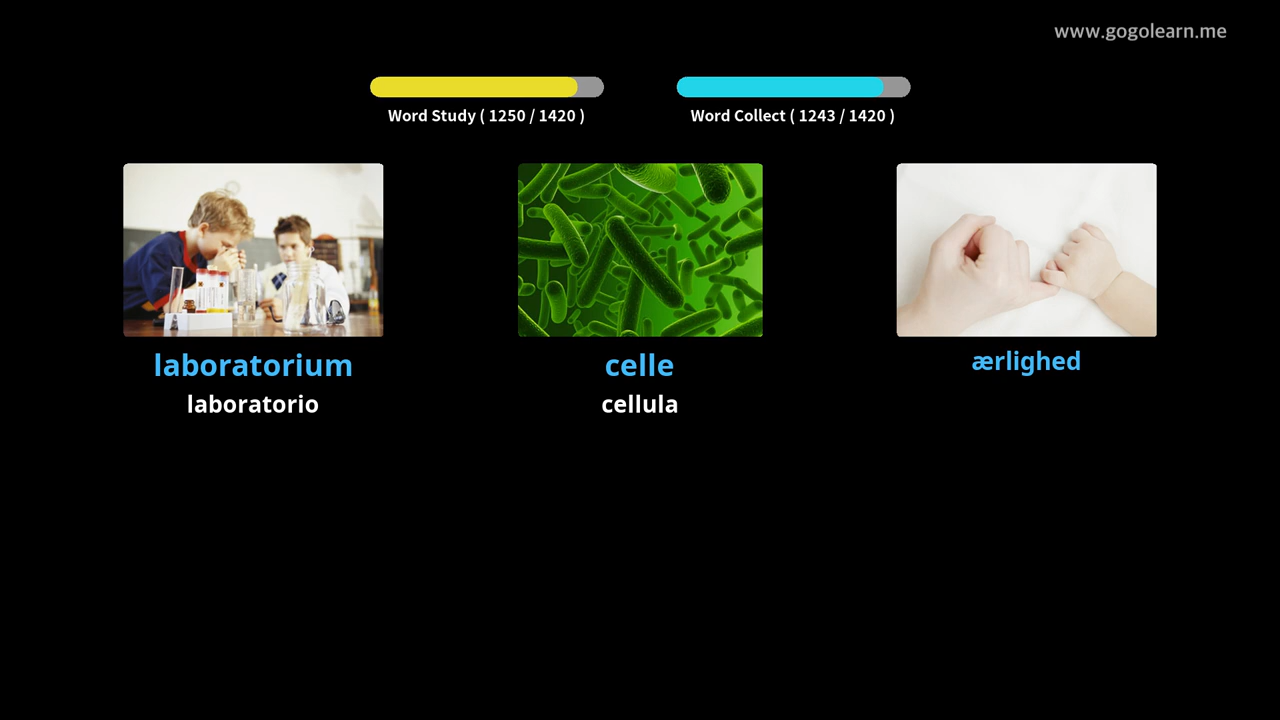 www.gogolearn.me
Word Study ( 1250 / 1420 )
Word Collect ( 1243 / 1420 )
laboratorium
laboratorio
celle
cellula
ærlighed